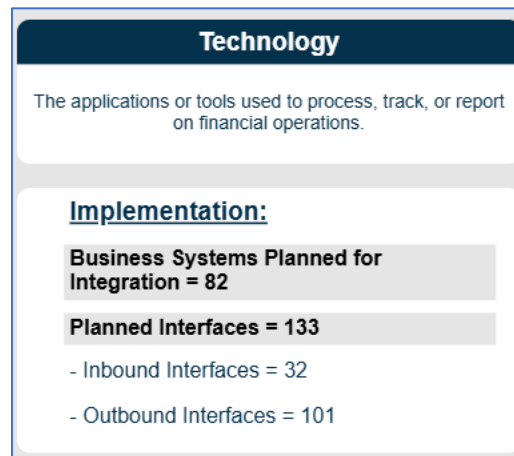 Technology
The applications or tools used to process, track, or report
on financial operations.
Implementation:
Business Systems Planned for
Integration = 82
Planned Interfaces = 133
- Inbound Interfaces = 32
- Outbound Interfaces = 101